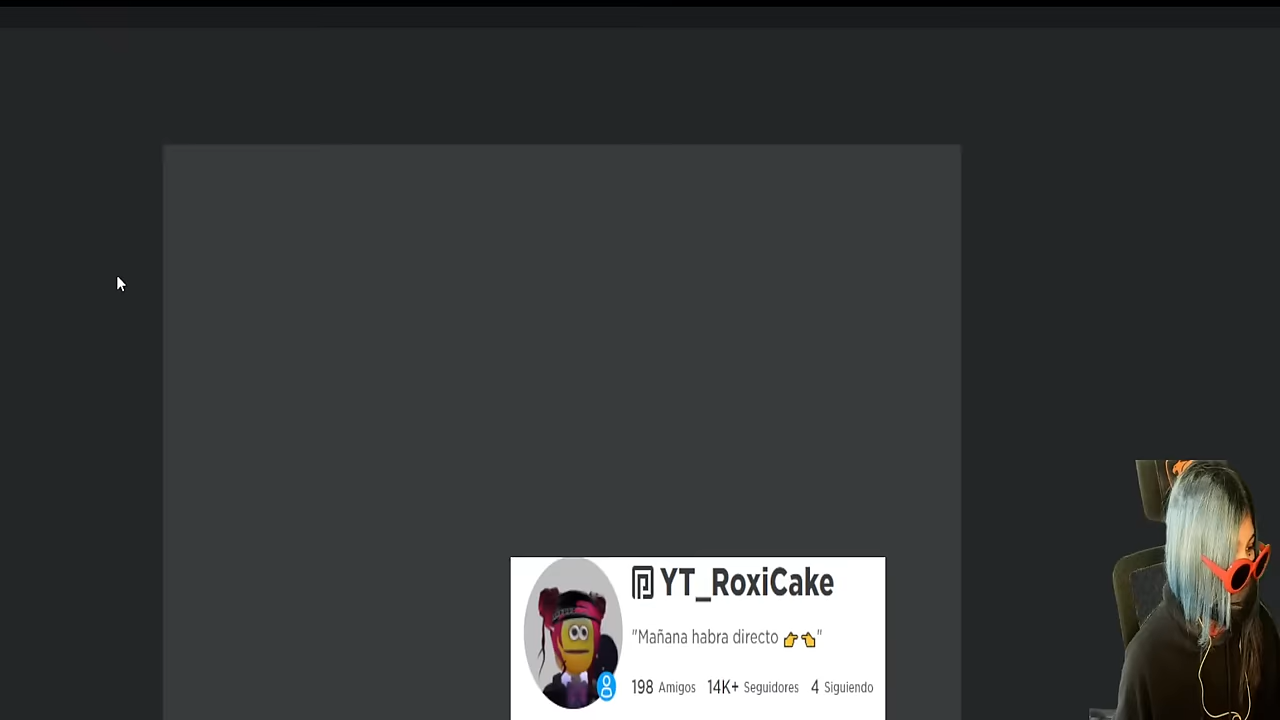 YT_RoxiCake
"Mañana habra directo 👉👈"
198 Amigos 14K+ Seguidores 4 Siguiendo